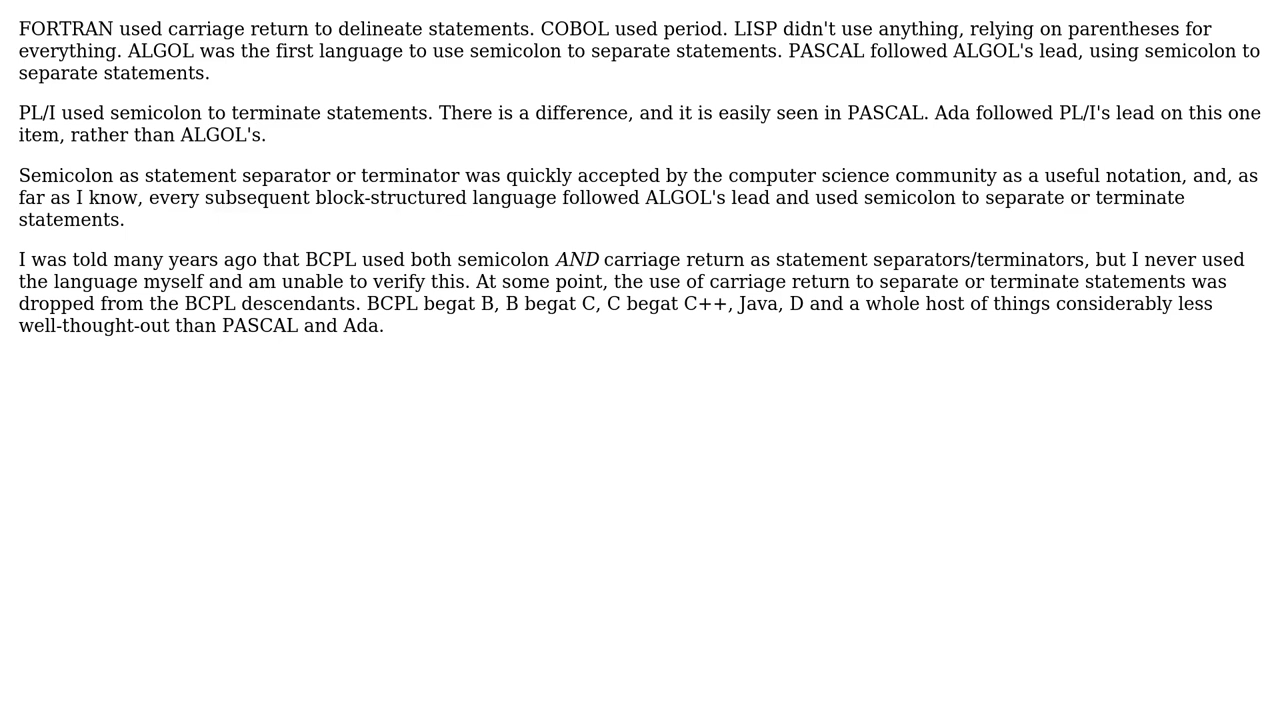 FORTRAN used carriage return to delineate statements. COBOL used period. LISP didn't use anything, relying on parentheses for
everything. ALGOL was the first language to use semicolon to separate statements. PASCAL followed ALGOL's lead, using semicolon to
separate statements.
PL/I used semicolon to terminate statements. There is a difference, and it is easily seen in PASCAL. Ada followed PL/I's lead on this one
item, rather than ALGOL's.
Semicolon as statement separator or terminator was quickly accepted by the computer science community as a useful notation, and, as
far as I know, every subsequent block-structured language followed ALGOL's lead and used semicolon to separate or terminate
statements.
I was told many years ago that BCPL used both semicolon AND carriage return as statement separators/terminators, but I never used
the language myself and am unable to verify this. At some point, the use of carriage return to separate or terminate statements was
dropped from the BCPL descendants. BCPL begat B, B begat C, C begat C++, Java, D and a whole host of things considerably less
well-thought-out than PASCAL and Ada.